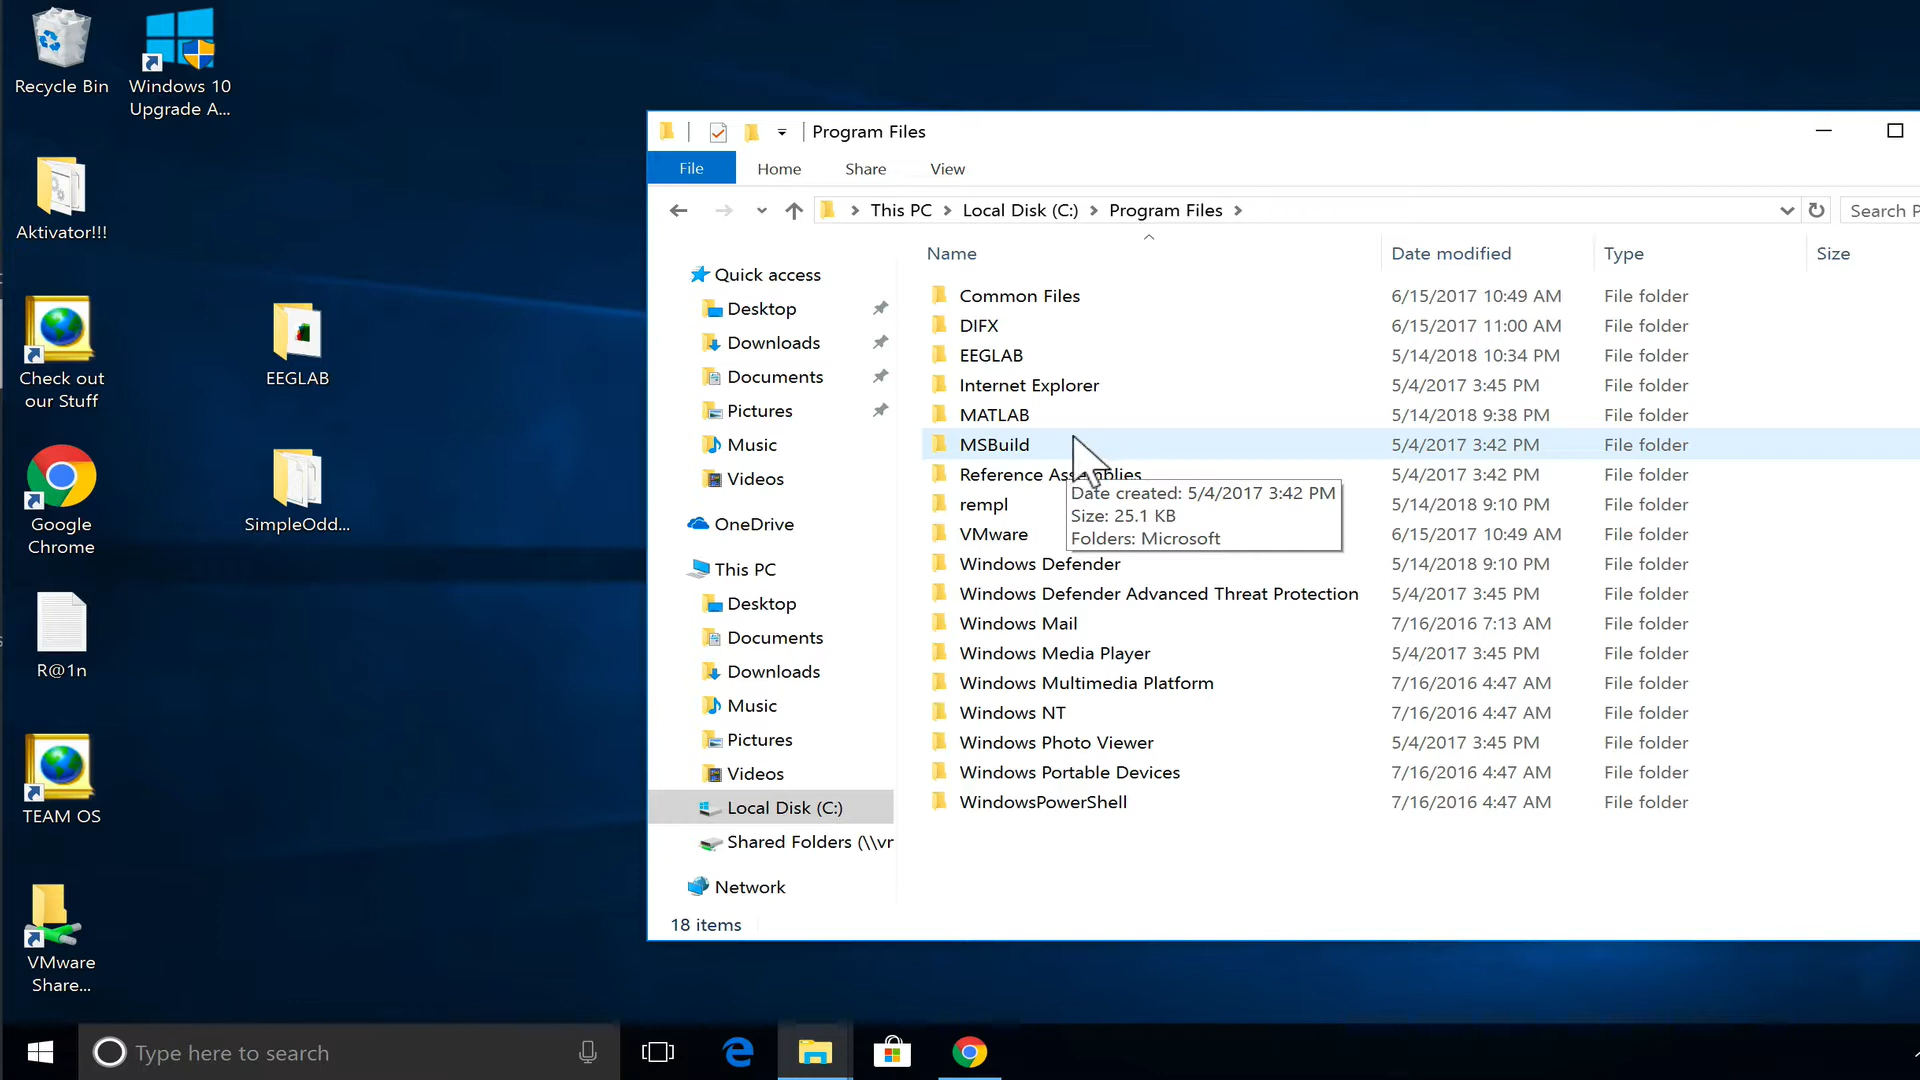 Recycle Bin
Windows 10
Upgrade A...
Aktivator!!!
Check out
our Stuff
EEGLAB
Google
Chrome
SimpleOdd...
R@1n
TEAM OS
VMware
Share...
Program Files
File Home Share View
This PC Local Disk (C:) Program Files
Search P
Quick access
Desktop
Downloads
Documents
Pictures
Music
Videos
OneDrive
This PC
Desktop
Documents
Downloads
Music
Pictures
Videos
Local Disk (C:)
Shared Folders (\\vr
Network
Name Date modified Type Size
Common Files 6/15/2017 10:49 AM File folder
DIFX 6/15/2017 11:00 AM File folder
EEGLAB 5/14/2018 10:34 PM File folder
Internet Explorer 5/4/2017 3:45 PM File folder
MATLAB 5/14/2018 9:38 PM File folder
MSBuild 5/4/2017 3:42 PM File folder
Reference Assemblies 5/4/2017 3:42 PM File folder
rempl 5/14/2018 9:10 PM File folder
VMware 6/15/2017 10:49 AM File folder
Windows Defender 5/14/2018 9:10 PM File folder
Windows Defender Advanced Threat Protection 5/4/2017 3:45 PM File folder
Windows Mail 7/16/2016 7:13 AM File folder
Windows Media Player 5/4/2017 3:45 PM File folder
Windows Multimedia Platform 7/16/2016 4:47 AM File folder
Windows NT 7/16/2016 4:47 AM File folder
Windows Photo Viewer 5/4/2017 3:45 PM File folder
Windows Portable Devices 7/16/2016 4:47 AM File folder
WindowsPowerShell 7/16/2016 4:47 AM File folder
Date created: 5/4/2017 3:42 PM
Size: 25.1 KB
Folders: Microsoft
18 items
Type here to search